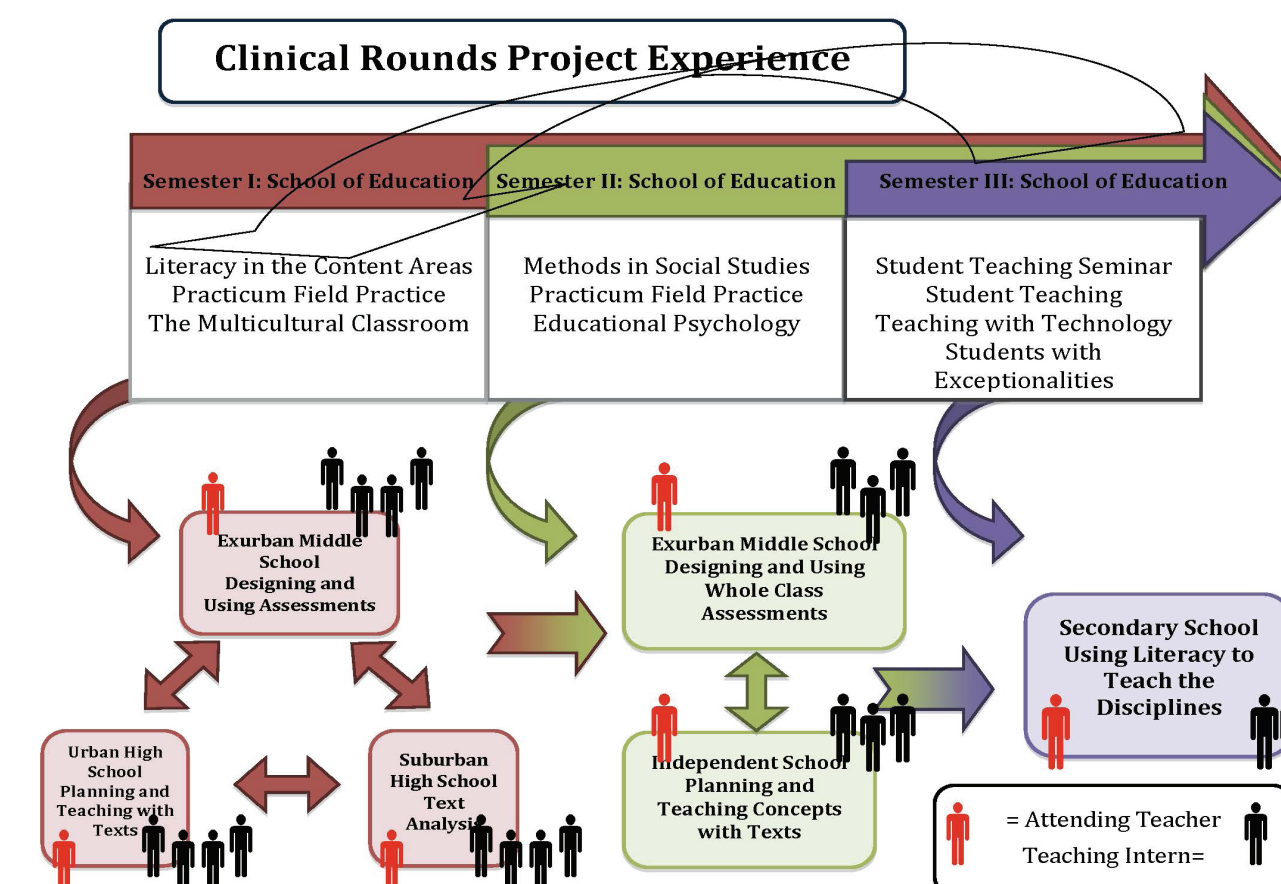 Clinical Rounds Project Experience
Semester I: School of Education
Semester II: School of Education
Semester III: School of Education
Literacy in the Content Areas
Practicum Field Practice
The Multicultural Classroom
Methods in Social Studies
Practicum Field Practice
Educational Psychology
Student Teaching Seminar
Student Teaching
Teaching with Technology
Students with
Exceptionalities
Exurban Middle
School
Designing and
Using Assessments
Urban High
School
Planning and
Teaching with
Texts
Suburban
High School
Text
Analysis
Exurban Middle School
Designing and Using
Whole Class
Assessments
Independent School
Planning and
Teaching Concepts
with Texts
Secondary School
Using Literacy to
Teach the
Disciplines
= Attending Teacher
Teaching Intern=